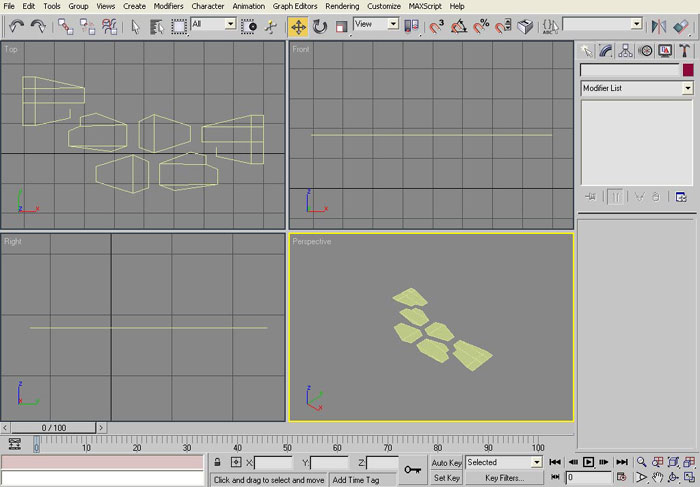 File Edit Tools Group Views Create Modifiers Character Animation Graph Editors Rendering Customize MAXScript Help
All View
Top Front
Modifier List
Right Perspective
0 / 100
0 10 20 30 40 50 60 70 80 90 100
X: Y: Z: Auto Key Selected
Click and drag to select and move Add Time Tag Set Key Key Filters... 0